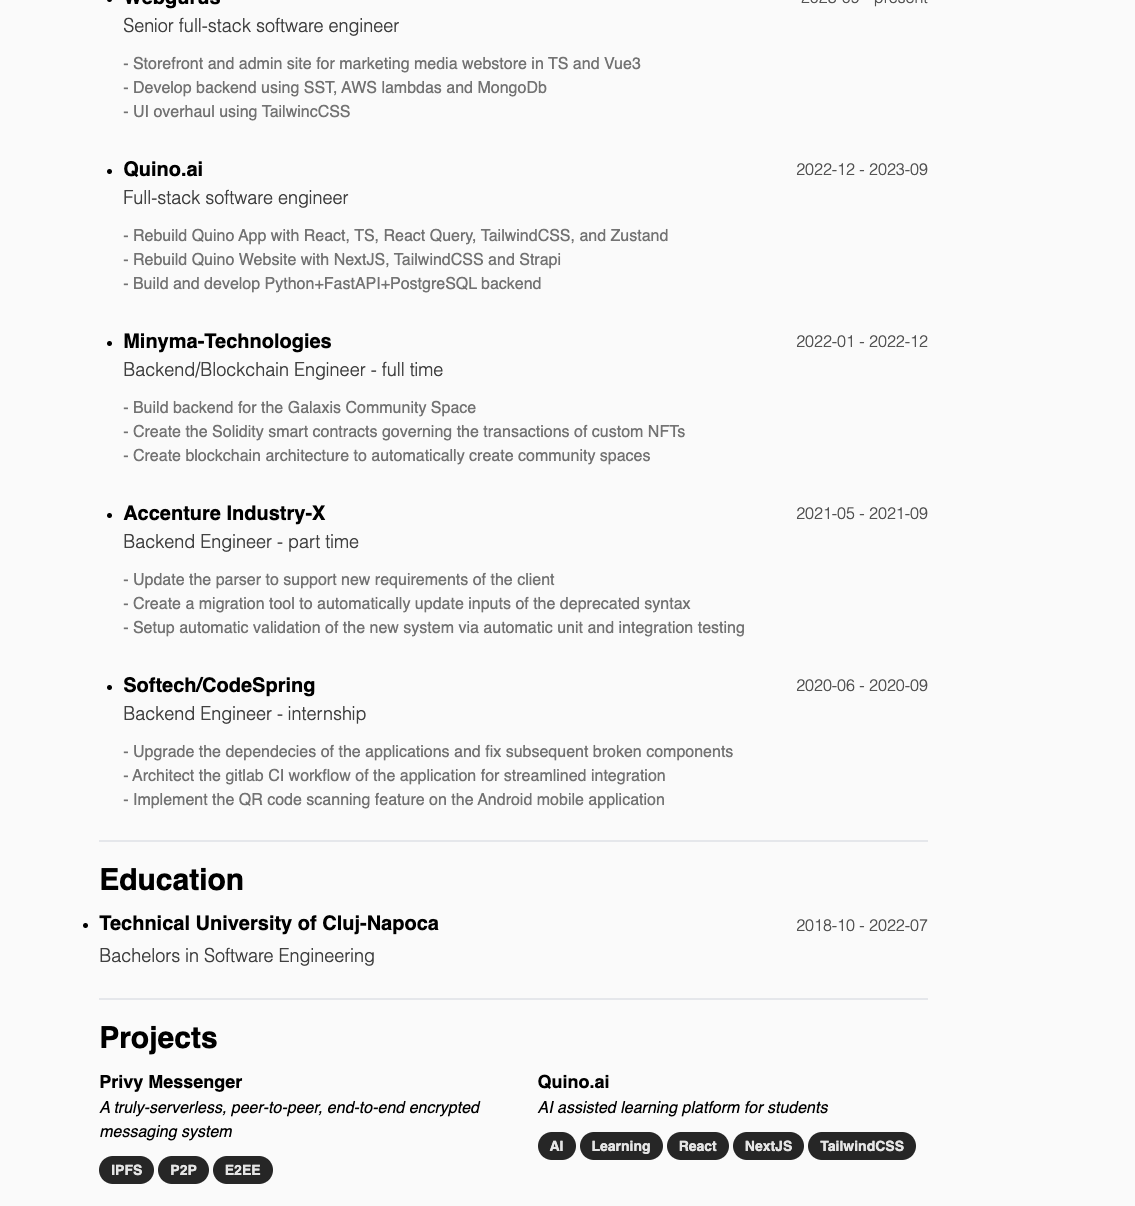 Webgurus 2023-09 - present
Senior full-stack software engineer
- Storefront and admin site for marketing media webstore in TS and Vue3
- Develop backend using SST, AWS lambdas and MongoDb
- UI overhaul using TailwincCSS
Quino.ai 2022-12 - 2023-09
Full-stack software engineer
- Rebuild Quino App with React, TS, React Query, TailwindCSS, and Zustand
- Rebuild Quino Website with NextJS, TailwindCSS and Strapi
- Build and develop Python+FastAPI+PostgreSQL backend
Minyma-Technologies 2022-01 - 2022-12
Backend/Blockchain Engineer - full time
- Build backend for the Galaxis Community Space
- Create the Solidity smart contracts governing the transactions of custom NFTs
- Create blockchain architecture to automatically create community spaces
Accenture Industry-X 2021-05 - 2021-09
Backend Engineer - part time
- Update the parser to support new requirements of the client
- Create a migration tool to automatically update inputs of the deprecated syntax
- Setup automatic validation of the new system via automatic unit and integration testing
Softech/CodeSpring 2020-06 - 2020-09
Backend Engineer - internship
- Upgrade the dependecies of the applications and fix subsequent broken components
- Architect the gitlab CI workflow of the application for streamlined integration
- Implement the QR code scanning feature on the Android mobile application
Education
Technical University of Cluj-Napoca 2018-10 - 2022-07
Bachelors in Software Engineering
Projects
Privy Messenger
A truly-serverless, peer-to-peer, end-to-end encrypted
messaging system
IPFS P2P E2EE
Quino.ai
AI assisted learning platform for students
AI Learning React NextJS TailwindCSS